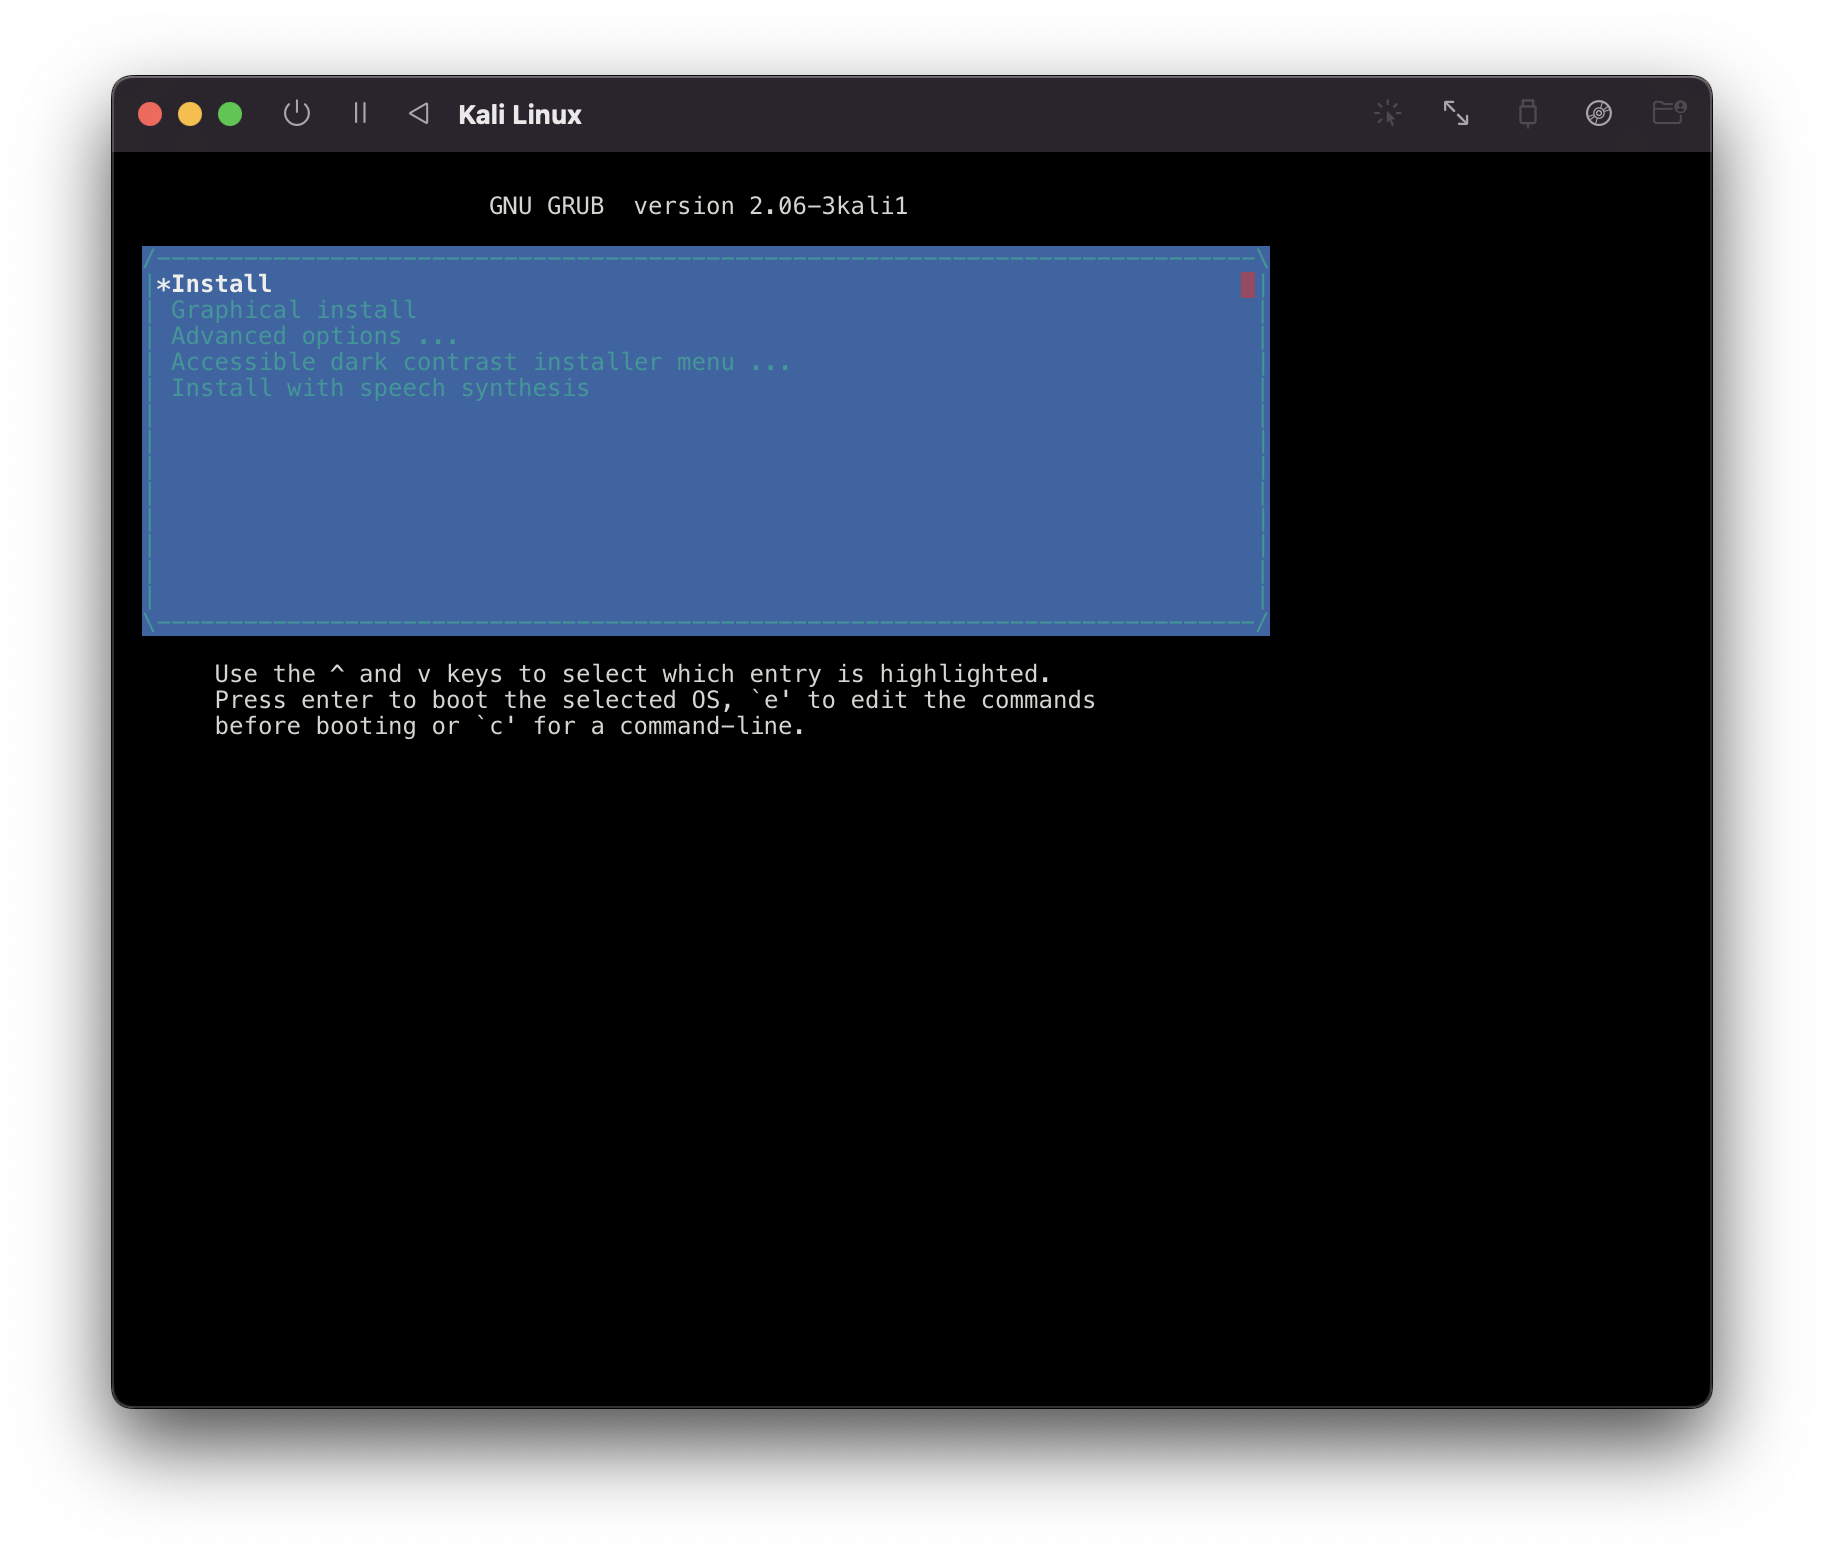 Kali Linux
GNU GRUB  version 2.06-3kali1
*Install
Graphical install
Advanced options ...
Accessible dark contrast installer menu ...
Install with speech synthesis
Use the ^ and v keys to select which entry is highlighted.
Press enter to boot the selected OS, `e' to edit the commands
before booting or `c' for a command-line.